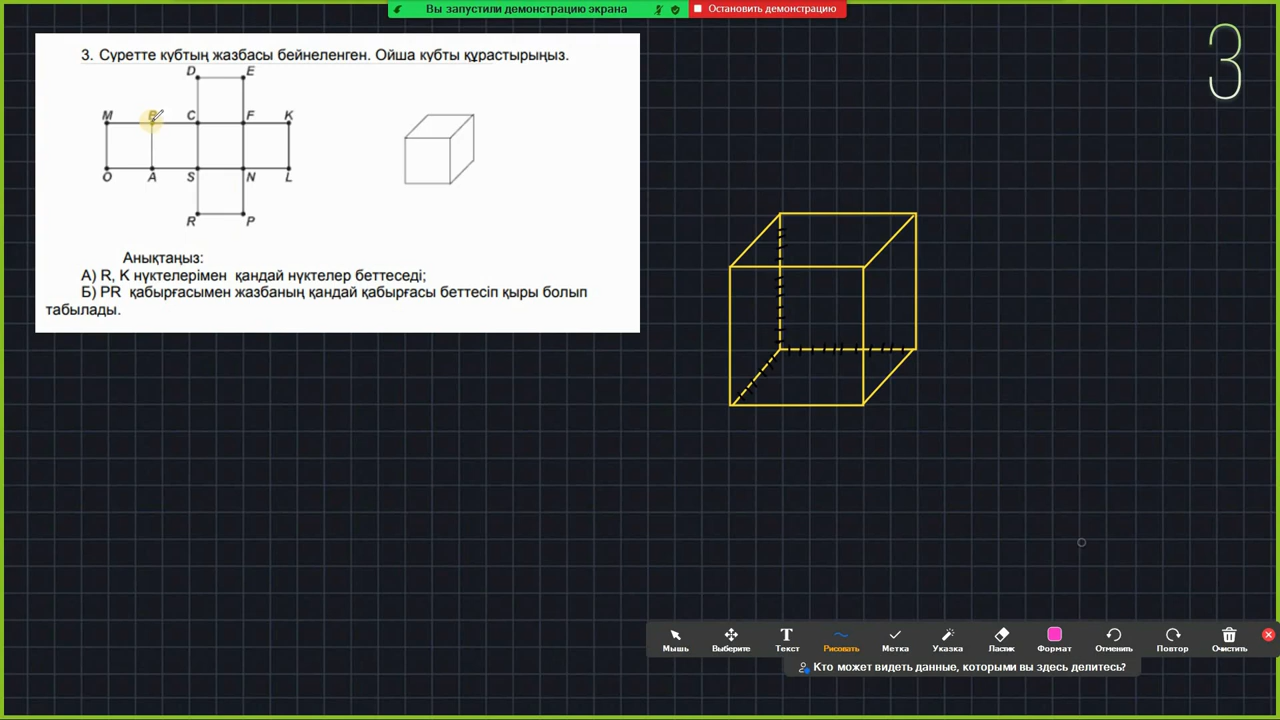 Вы запустили демонстрацию экрана
Остановить демонстрацию
3
3. Суретте кубтың жазбасы бейнеленген. Ойша кубты құрастырыңыз.
D E
M C F K
O A S N L
R P
Анықтаңыз:
А) R, K нүктелерімен қандай нүктелер беттеседі;
Б) PR қабырғасымен жазбаның қандай қабырғасы беттесіп қыры болып
табылады.
Мышь Выберите Текст Рисовать Метка Указка Ластик Формат Отменить Повтор Очистить
Кто может видеть данные, которыми вы здесь делитесь?